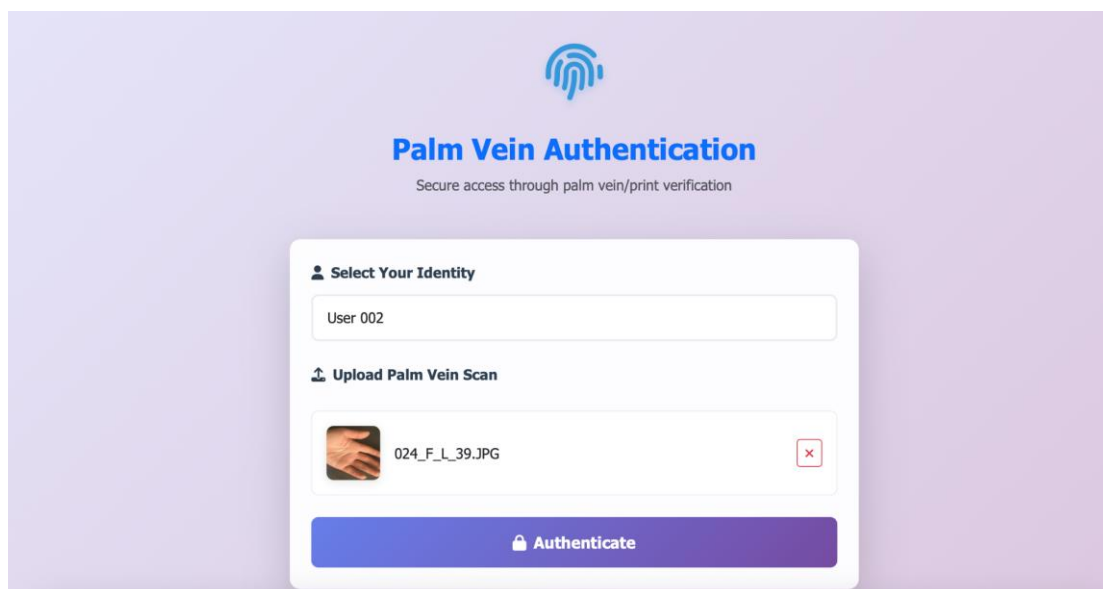 Palm Vein Authentication
Secure access through palm vein/print verification
Select Your Identity
User 002
Upload Palm Vein Scan
024_F_L_39.JPG
Authenticate